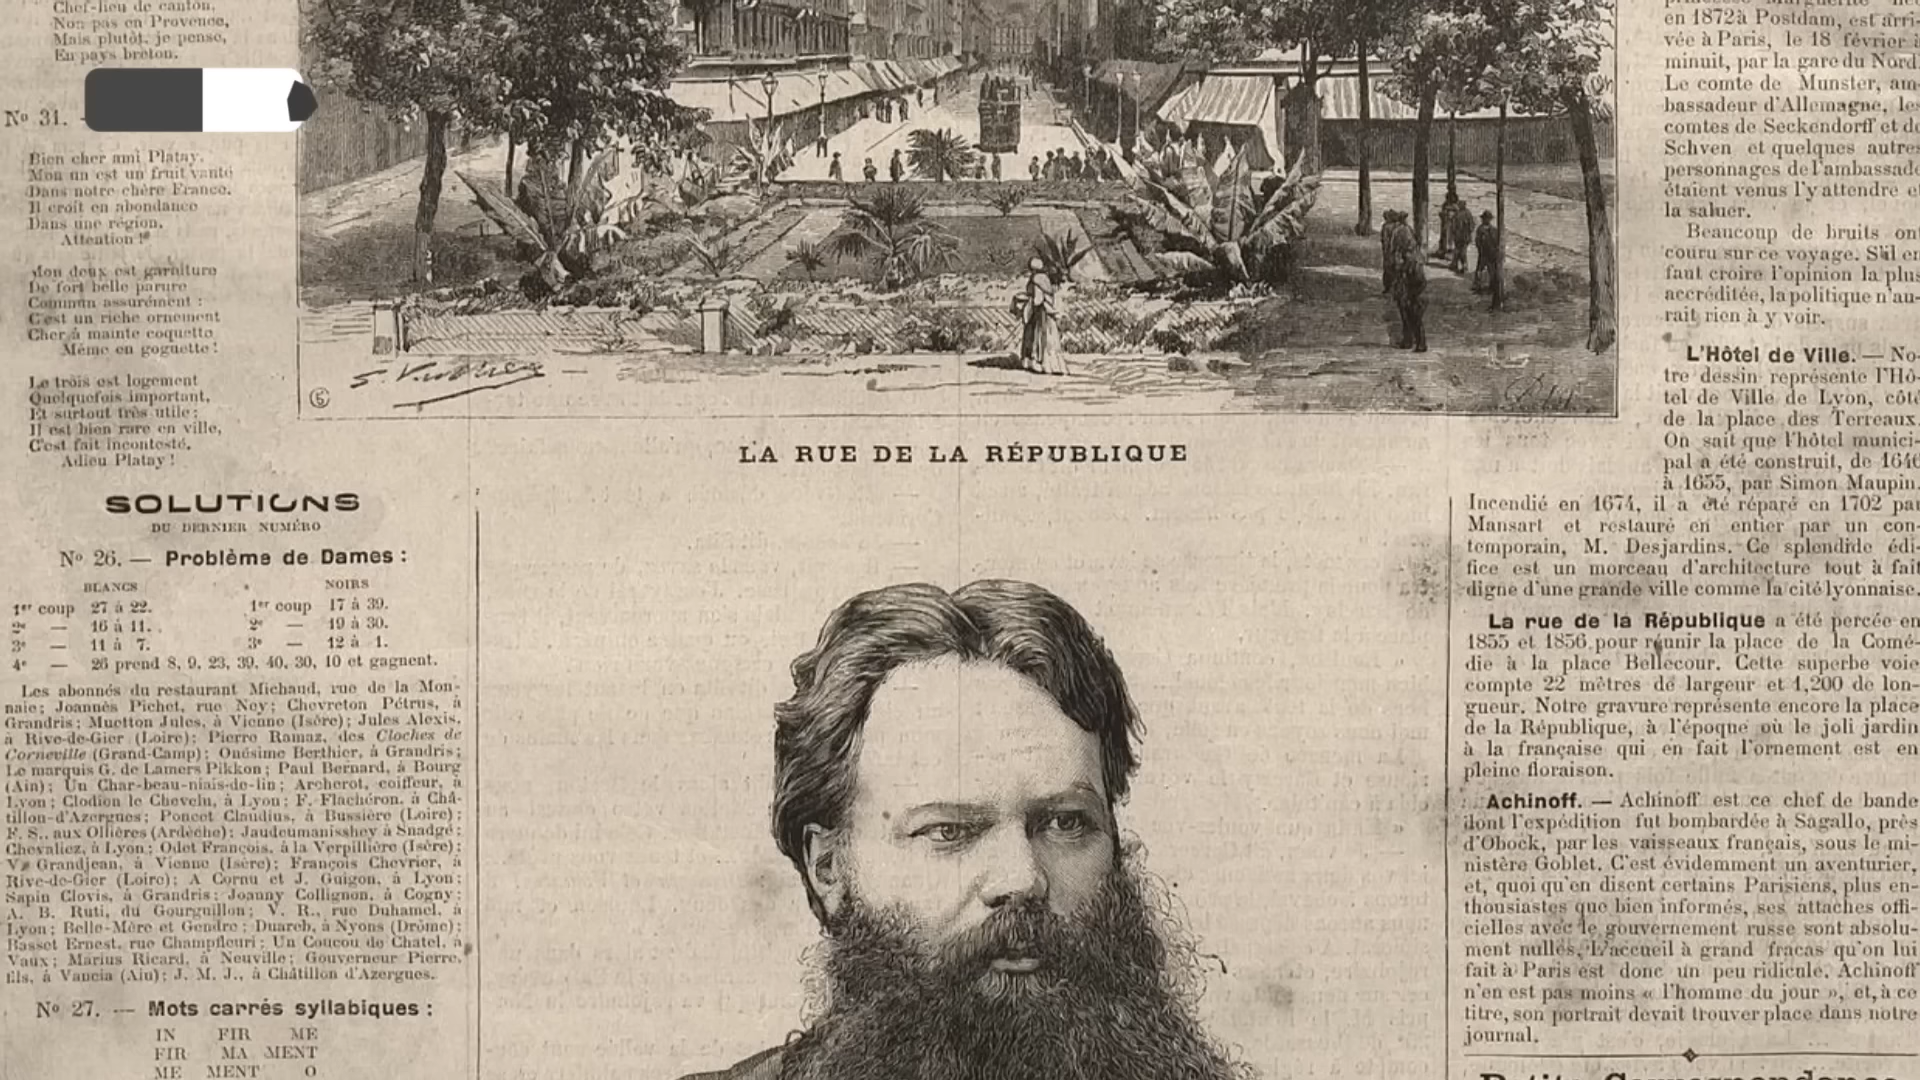 Chef-lieu de canton.
Non pas en Provence,
Mais plutôt, je pense,
En pays breton.
No 31. -
Bien cher ami Platay,
Mon un est un fruit vanté
Dans notre chère France.
Il croit en abondance
Dans une région.
Attention !
Mon deux est garniture
De fort belle parure
Commun assurément :
C'est un riche ornement
Cher à mainte coquette
Même en goguette !
Le trois est logement
Quelquefois important,
Et surtout très utile ;
Il est bien rare en ville,
C'est fait incontesté.
Adieu Platay !
SOLUTIONS
DU DERNIER NUMÉRO
No 26. — Problème de Dames :
BLANCS NOIRS
1er coup 27 à 22. 1er coup 17 à 39.
2e — 16 à 11. 2e — 19 à 30.
3e — 11 à 7. 3e — 12 à 1.
4e — 26 prend 8, 9, 23, 39, 40, 30, 10 et gagnent.
Les abonnés du restaurant Michaud, rue de la Mon-
naie; Joannès Pichet, rue Ney; Chevreton Pétrus, à
Grandris; Muetton Jules, à Vienne (Isère); Jules Alexis,
à Rive-de-Gier (Loire); Pierre Ramaz, des Cloches de
Corneville (Grand-Camp); Onésime Berthier, à Grandris;
Le marquis G. de Lamers Pikkon; Paul Bernard, à Bourg
(Ain); Un Char-beau-niais-de-lin; Archerot, coiffeur, à
Lyon; Clodion le Chevelu, à Lyon; F. Flachéron, à Châ-
tillon-d'Azergues; Poncet Claudius, à Bussière (Loire);
F. S., aux Ollières (Ardèche); Jaudeumanisshey à Snadgé;
Chevaliez, à Lyon; Odet François, à la Verpillière (Isère);
Ve Grandjean, à Vienne (Isère); François Chevrier, à
Rive-de-Gier (Loire); A Cornu et J. Guigon, à Lyon;
Sapin Clovis, à Grandris; Joanny Collignon, à Cogny;
A. B. Ruti, du Gourguillon; V. R., rue Duhamel, à
Lyon; Belle-Mère et Gendre; Duareb, à Nyons (Drôme);
Basset Ernest, rue Champfleuri; Un Coucou de Chatel, à
Vaux; Marius Ricard, à Neuville; Gouverneur Pierre,
fils, à Vancia (Ain); J. M. J., à Châtillon d'Azergues.
No 27. — Mots carrés syllabiques :
IN FIR ME
FIR MA MENT
ME MENT O
5
LA RUE DE LA RÉPUBLIQUE
en 1872 à Postdam, est arri-
vée à Paris, le 18 février à
minuit, par la gare du Nord.
Le comte de Munster, am-
bassadeur d'Allemagne, les
comtes de Seckendorff et de
Schven et quelques autres
personnages de l'ambassade
étaient venus l'y attendre et
la saluer.
Beaucoup de bruits ont
couru sur ce voyage. S'il en
faut croire l'opinion la plus
accréditée, la politique n'au-
rait rien à y voir.
L'Hôtel de Ville. — No-
tre dessin représente l'Hô-
tel de Ville de Lyon, côté
de la place des Terreaux.
On sait que l'hôtel munici-
pal a été construit, de 1646
à 1655, par Simon Maupin.
Incendié en 1674, il a été réparé en 1702 par
Mansart et restauré en entier par un con-
temporain, M. Desjardins. Ce splendide édi-
fice est un morceau d'architecture tout à fait
digne d'une grande ville comme la cité lyonnaise.
La rue de la République a été percée en
1855 et 1856 pour réunir la place de la Comé-
die à la place Bellecour. Cette superbe voie
compte 22 mètres de largeur et 1,200 de lon-
gueur. Notre gravure représente encore la place
de la République, à l'époque où le joli jardin
à la française qui en fait l'ornement est en
pleine floraison.
Achinoff. — Achinoff est ce chef de bande
dont l'expédition fut bombardée à Sagallo, près
d'Obock, par les vaisseaux français, sous le mi-
nistère Goblet. C'est évidemment un aventurier,
et, quoi qu'en disent certains Parisiens, plus en-
thousiastes que bien informés, ses attaches offi-
cielles avec le gouvernement russe sont absolu-
ment nulles. L'accueil à grand fracas qu'on lui
fait à Paris est donc un peu ridicule. Achinoff
n'en est pas moins « l'homme du jour », et, à ce
titre, son portrait devait trouver place dans notre
journal.